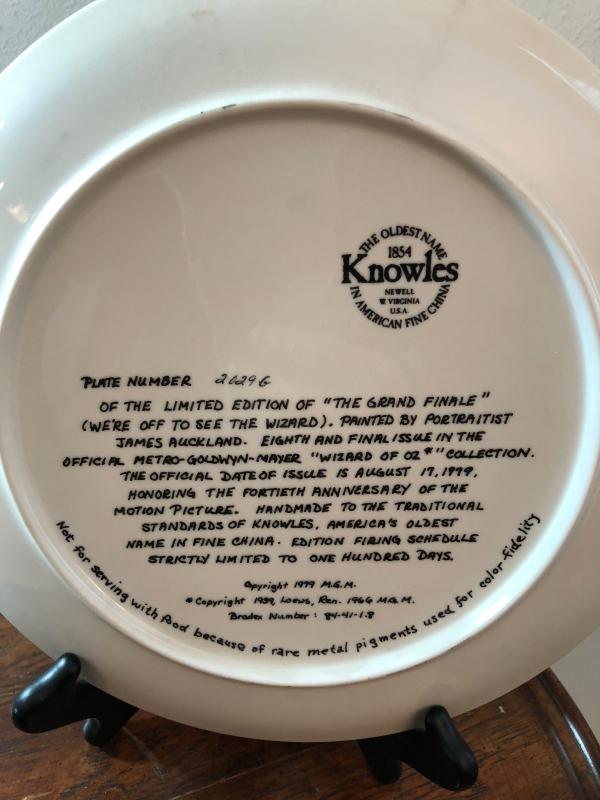 THE OLDEST NAME
1854
Knowles
NEWELL
W. VIRGINIA
U.S.A.
IN AMERICAN FINE CHINA
PLATE NUMBER
OF THE LIMITED EDITION OF "THE GRAND FINALE"
(WE'RE OFF TO SEE THE WIZARD). PAINTED BY PORTRAITIST
JAMES AUCKLAND. EIGHTH AND FINAL ISSUE IN THE
OFFICIAL METRO-GOLDWYN-MAYER "WIZARD OF OZ*" COLLECTION.
THE OFFICIAL DATE OF ISSUE IS AUGUST 17, 1979,
HONORING THE FORTIETH ANNIVERSARY OF THE
MOTION PICTURE. HANDMADE TO THE TRADITIONAL
STANDARDS OF KNOWLES, AMERICA'S OLDEST
NAME IN FINE CHINA. EDITION FIRING SCHEDULE
STRICTLY LIMITED TO ONE HUNDRED DAYS.
Copyright 1979 M.G.M.
*Copyright 1939, Loews, Ren. 1966 M.G.M.
Bradex Number: 84-41-1.8
Not for serving with food because of rare metal pigments used for color fidelity